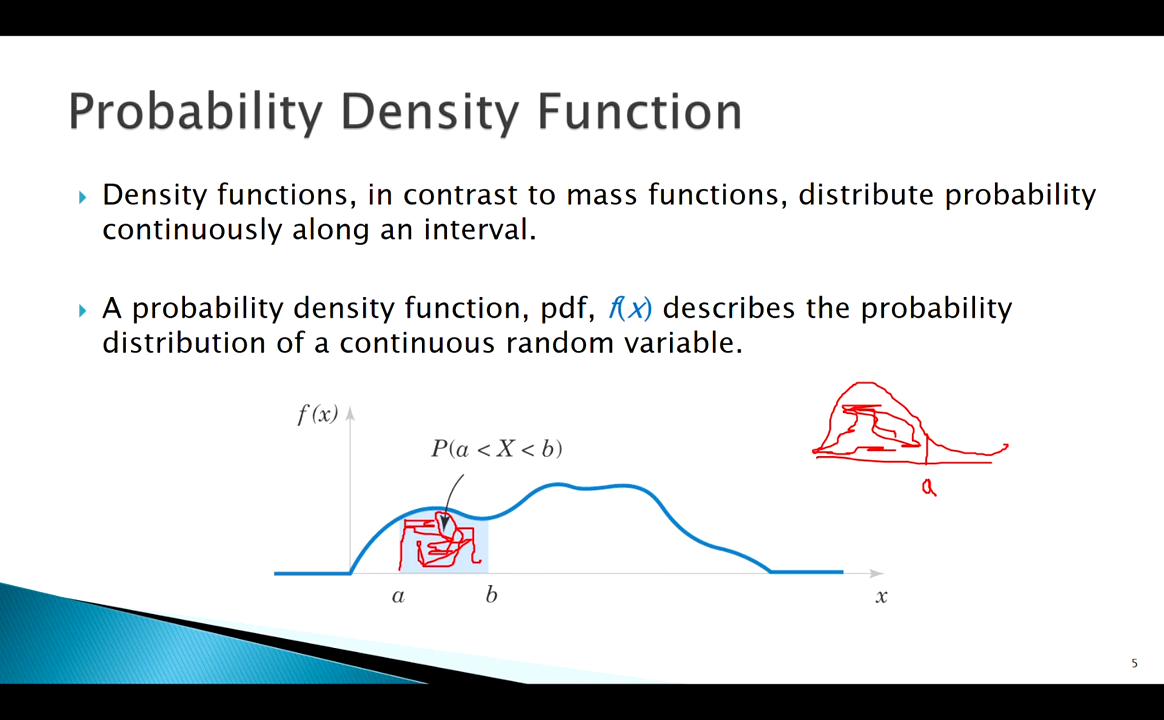 Probability Density Function
Density functions, in contrast to mass functions, distribute probability
continuously along an interval.
A probability density function, pdf, f(x) describes the probability
distribution of a continuous random variable.
f(x)
P(a < X < b)
a
a
b
x
5